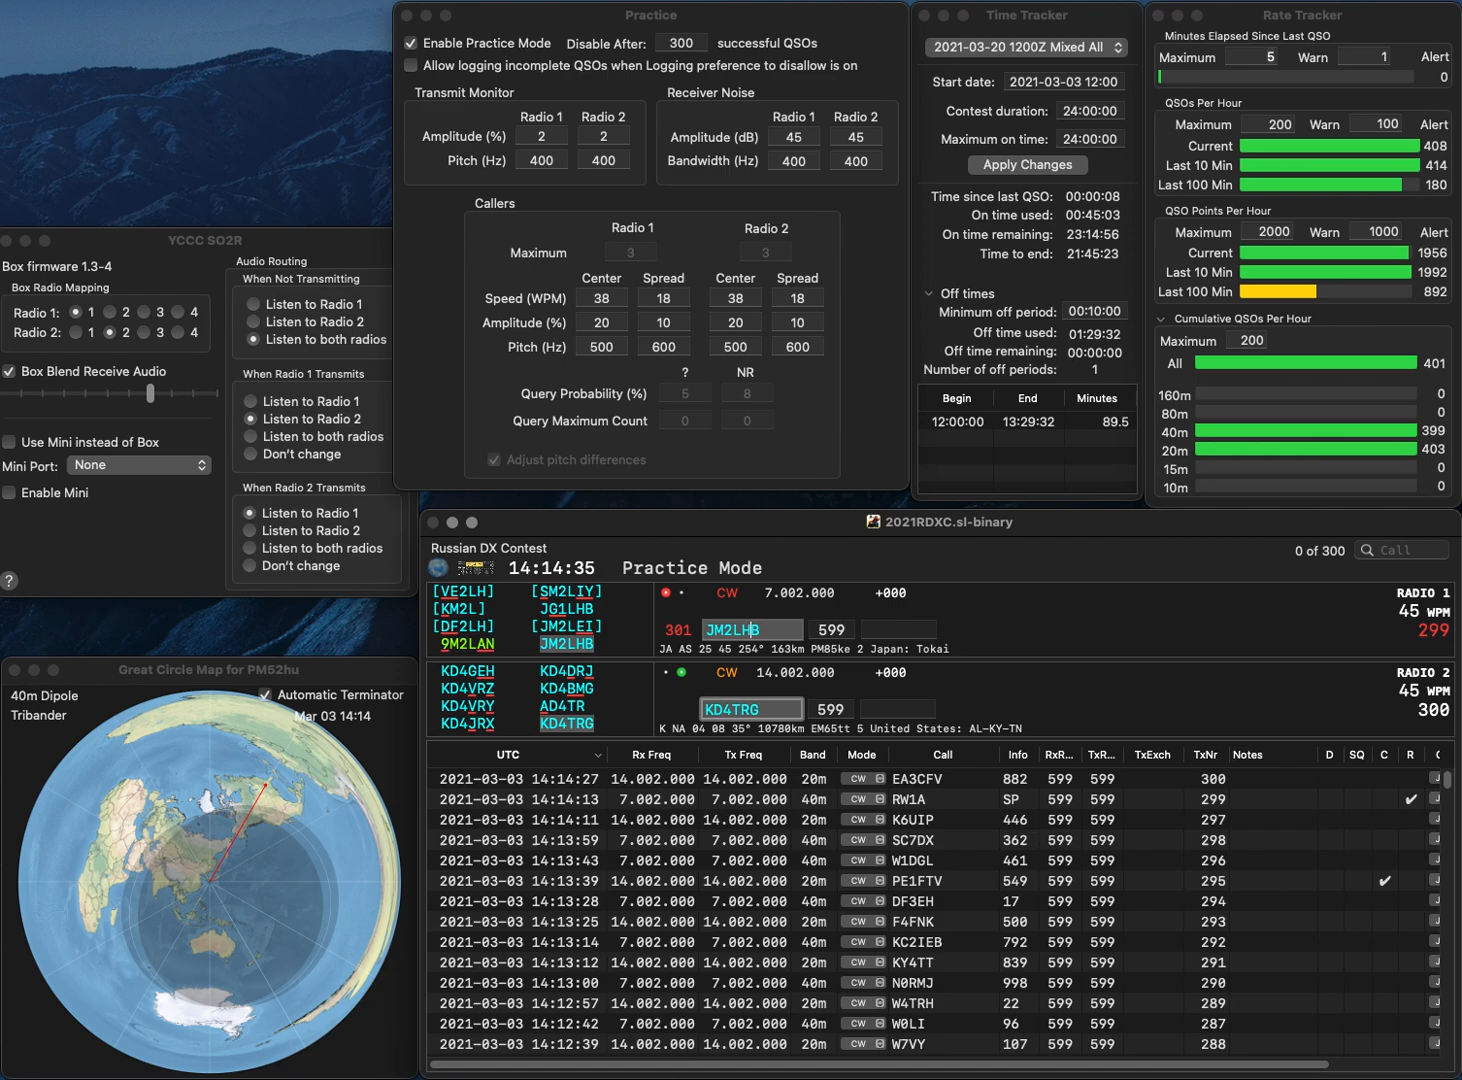 Practice
Enable Practice Mode Disable After: 300 successful QSOs
Allow logging incomplete QSOs when Logging preference to disallow is on
Transmit Monitor
Radio 1 Radio 2
Amplitude (%) 2 2
Pitch (Hz) 400 400
Receiver Noise
Radio 1 Radio 2
Amplitude (dB) 45 45
Bandwidth (Hz) 400 400
Callers
Radio 1 Radio 2
Maximum 3 3
Center Spread Center Spread
Speed (WPM) 38 18 38 18
Amplitude (%) 20 10 20 10
Pitch (Hz) 500 600 500 600
? NR
Query Probability (%) 5 8
Query Maximum Count 0 0
Adjust pitch differences
Time Tracker
2021-03-20 1200Z Mixed All
Start date: 2021-03-03 12:00
Contest duration: 24:00:00
Maximum on time: 24:00:00
Apply Changes
Time since last QSO: 00:00:08
On time used: 00:45:03
On time remaining: 23:14:56
Time to end: 21:45:23
Off times
Minimum off period: 00:10:00
Off time used: 01:29:32
Off time remaining: 00:00:00
Number of off periods: 1
Begin End Minutes
12:00:00 13:29:32 89.5
Rate Tracker
Minutes Elapsed Since Last QSO
Maximum 5 Warn 1 Alert
0
QSOs Per Hour
Maximum 200 Warn 100 Alert
Current 408
Last 10 Min 414
Last 100 Min 180
QSO Points Per Hour
Maximum 2000 Warn 1000 Alert
Current 1956
Last 10 Min 1992
Last 100 Min 892
Cumulative QSOs Per Hour
Maximum 200
All 401
160m 0
80m 0
40m 399
20m 403
15m 0
10m 0
YCCC SO2R
Box firmware 1.3-4
Box Radio Mapping
Radio 1: 1 2 3 4
Radio 2: 1 2 3 4
Box Blend Receive Audio
Use Mini instead of Box
Mini Port: None
Enable Mini
?
Audio Routing
When Not Transmitting
Listen to Radio 1
Listen to Radio 2
Listen to both radios
When Radio 1 Transmits
Listen to Radio 1
Listen to Radio 2
Listen to both radios
Don't change
When Radio 2 Transmits
Listen to Radio 1
Listen to Radio 2
Listen to both radios
Don't change
Great Circle Map for PM52hu
40m Dipole Automatic Terminator
Tribander Mar 03 14:14
2021RDXC.sl-binary
Russian DX Contest 0 of 300 Call
14:14:35 Practice Mode
[VE2LH] [SM2LIY]
[KM2L] JG1LHB
[DF2LH] [JM2LEI]
9M2LAN JM2LHB
CW 7.002.000 +000 RADIO 1
45 WPM
301 JM2LHB 599 299
JA AS 25 45 254° 163km PM85ke 2 Japan: Tokai
KD4GEH KD4DRJ
KD4VRZ KD4BMG
KD4VRY AD4TR
KD4JRX KD4TRG
CW 14.002.000 +000 RADIO 2
45 WPM
KD4TRG 599 300
K NA 04 08 35° 10780km EM65tt 5 United States: AL-KY-TN
UTC Rx Freq Tx Freq Band Mode Call Info RxR... TxR... TxExch TxNr Notes D SQ C R
2021-03-03 14:14:27 14.002.000 14.002.000 20m CW EA3CFV 882 599 599 300
2021-03-03 14:14:13 7.002.000 7.002.000 40m CW RW1A SP 599 599 299 ✔
2021-03-03 14:14:11 14.002.000 14.002.000 20m CW K6UIP 446 599 599 297
2021-03-03 14:13:59 7.002.000 7.002.000 40m CW SC7DX 362 599 599 298
2021-03-03 14:13:43 7.002.000 7.002.000 40m CW W1DGL 461 599 599 296
2021-03-03 14:13:39 14.002.000 14.002.000 20m CW PE1FTV 549 599 599 295 ✔
2021-03-03 14:13:28 7.002.000 7.002.000 40m CW DF3EH 17 599 599 294
2021-03-03 14:13:25 14.002.000 14.002.000 20m CW F4FNK 500 599 599 293
2021-03-03 14:13:14 7.002.000 7.002.000 40m CW KC2IEB 792 599 599 292
2021-03-03 14:13:12 14.002.000 14.002.000 20m CW KY4TT 839 599 599 291
2021-03-03 14:13:00 7.002.000 7.002.000 40m CW N0RMJ 998 599 599 290
2021-03-03 14:12:57 14.002.000 14.002.000 20m CW W4TRH 22 599 599 289
2021-03-03 14:12:42 7.002.000 7.002.000 40m CW W0LI 96 599 599 287
2021-03-03 14:12:39 14.002.000 14.002.000 20m CW W7VY 107 599 599 288